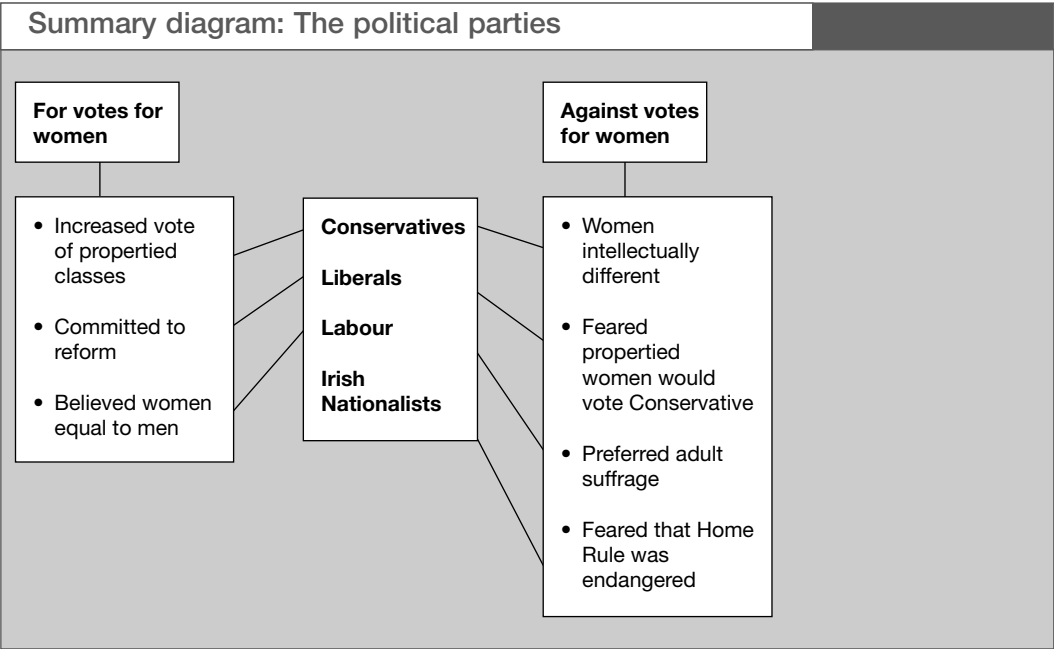 Summary diagram: The political parties
For votes for
women
• Increased vote
of propertied
classes
• Committed to
reform
• Believed women
equal to men
Conservatives
Liberals
Labour
Irish
Nationalists
Against votes
for women
• Women
intellectually
different
• Feared
propertied
women would
vote Conservative
• Preferred adult
suffrage
• Feared that Home
Rule was
endangered